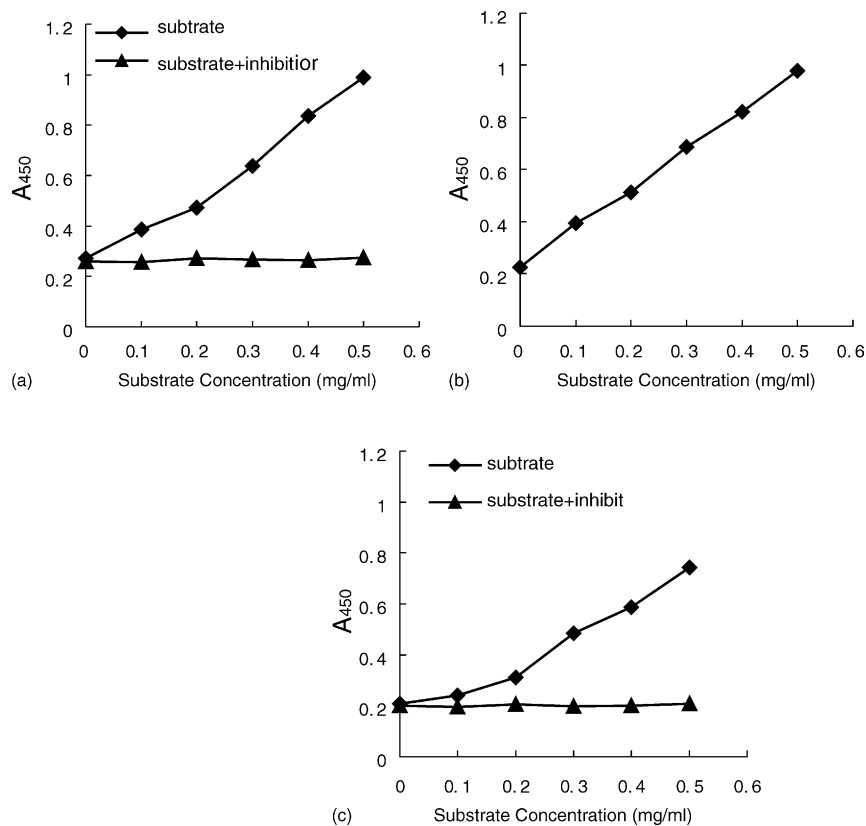 subtrate
substrate+inhibitior
1.2
1
0.8
0.6
0.4
0.2
0
A450
0 0.1 0.2 0.3 0.4 0.5 0.6
(a) Substrate Concentration (mg/ml)
1.2
1
0.8
0.6
0.4
0.2
0
A450
0 0.1 0.2 0.3 0.4 0.5 0.6
(b) Substrate Concentration (mg/ml)
subtrate
substrate+inhibit
1.2
1
0.8
0.6
0.4
0.2
0
A450
0 0.1 0.2 0.3 0.4 0.5 0.6
(c) Substrate Concentration (mg/ml)